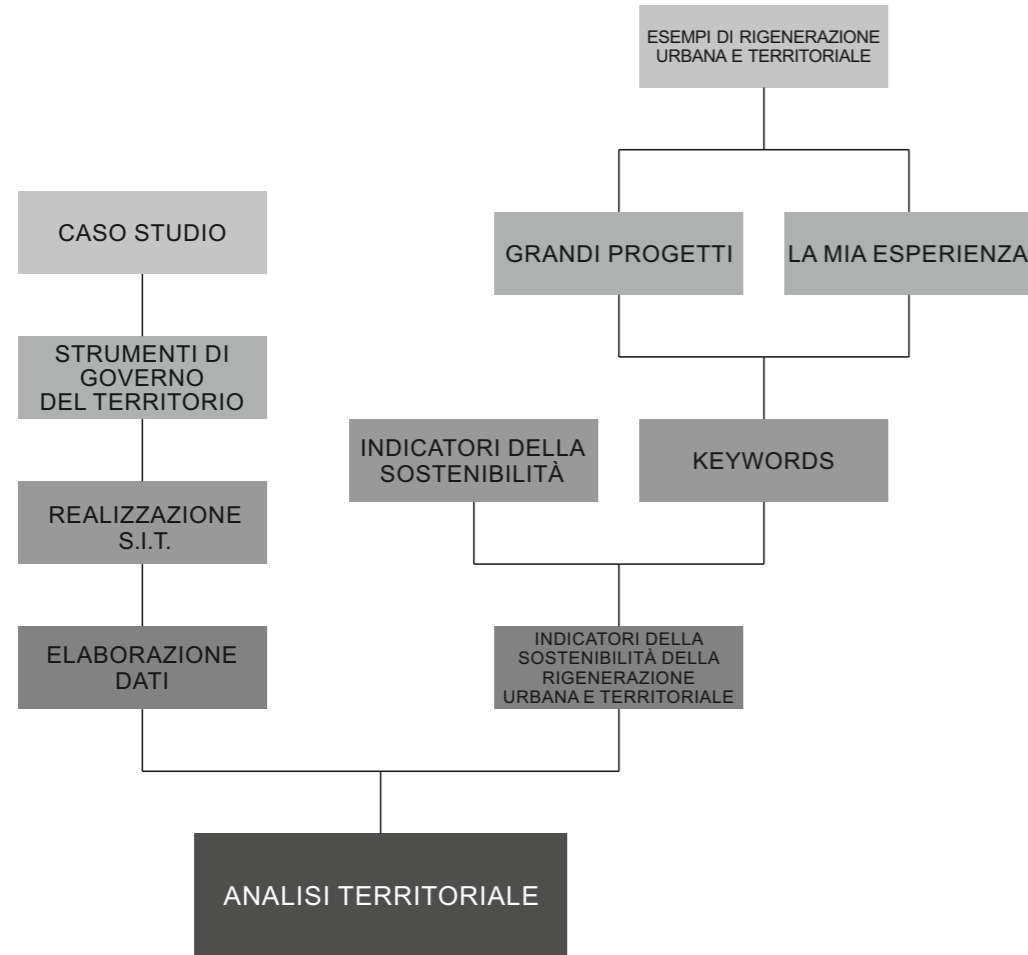 ESEMPI DI RIGENERAZIONE
URBANA E TERRITORIALE
CASO STUDIO
GRANDI PROGETTI
LA MIA ESPERIENZA
STRUMENTI DI
GOVERNO
DEL TERRITORIO
INDICATORI DELLA
SOSTENIBILITÀ
KEYWORDS
REALIZZAZIONE
S.I.T.
ELABORAZIONE
DATI
INDICATORI DELLA
SOSTENIBILITÀ DELLA
RIGENERAZIONE
URBANA E TERRITORIALE
ANALISI TERRITORIALE